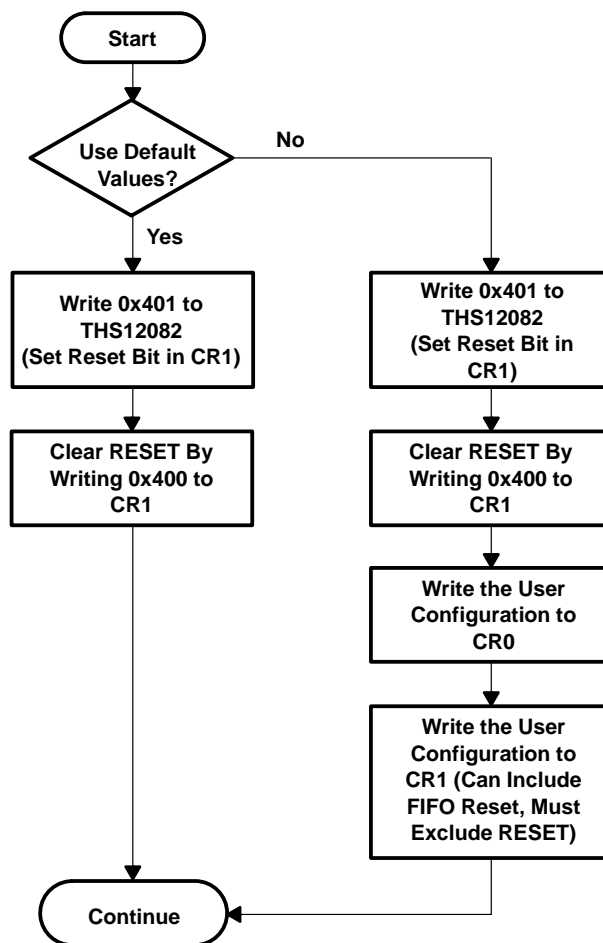 Start
Use Default
Values?
No
Yes
Write 0x401 to
THS12082
(Set Reset Bit in CR1)
Clear RESET By
Writing 0x400 to
CR1
Write 0x401 to
THS12082
(Set Reset Bit in
CR1)
Clear RESET By
Writing 0x400 to
CR1
Write the User
Configuration to
CR0
Write the User
Configuration to
CR1 (Can Include
FIFO Reset, Must
Exclude RESET)
Continue